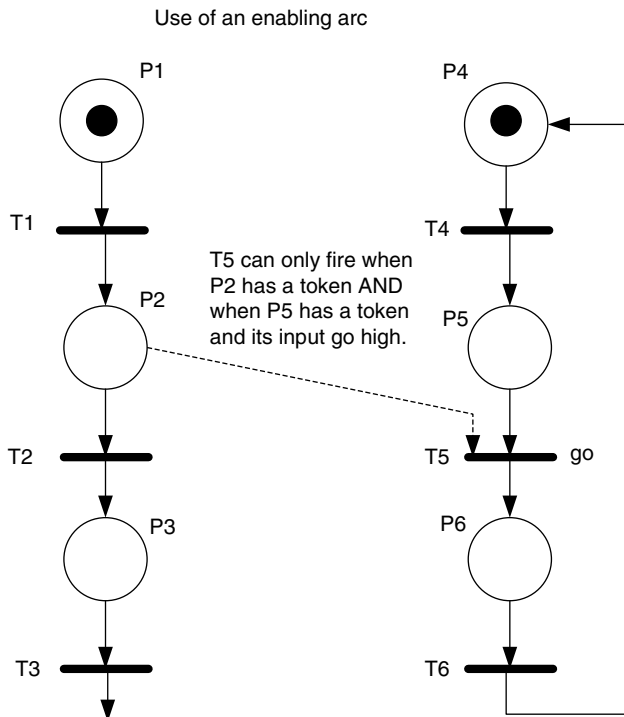 Use of an enabling arc
P1
P4
T1
T4
T5 can only fire when
P2 has a token AND
when P5 has a token
and its input go high.
P2
P5
T2
T5
go
P3
P6
T3
T6